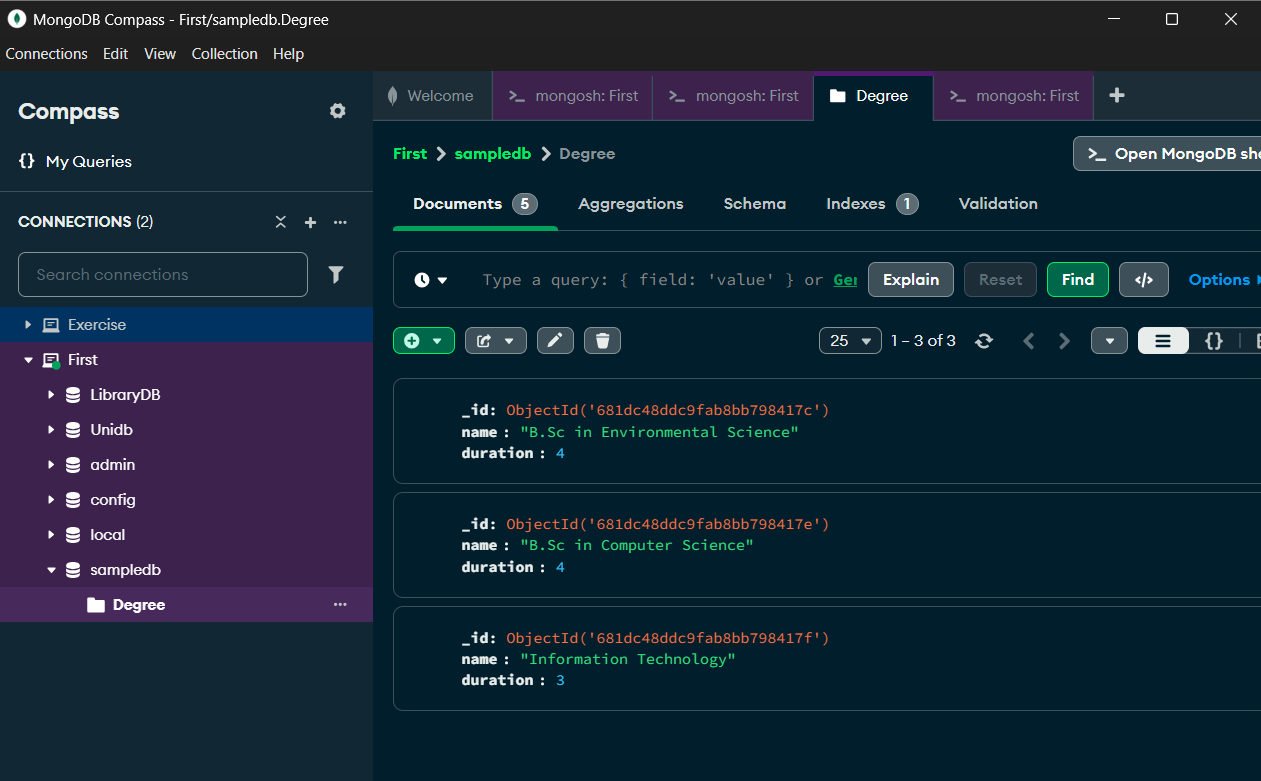 MongoDB Compass - First/sampledb.Degree
Connections Edit View Collection Help
Compass
{} My Queries
CONNECTIONS (2)
Search connections
Exercise
First
LibraryDB
Unidb
admin
config
local
sampledb
Degree
Welcome >_ mongosh: First >_ mongosh: First Degree >_ mongosh: First +
First > sampledb > Degree
>_ Open MongoDB she
Documents 5 Aggregations Schema Indexes 1 Validation
Type a query: { field: 'value' } or Ger Explain Reset Find </> Options
25 1 – 3 of 3 {}
_id: ObjectId('681dc48ddc9fab8bb798417c')
name : "B.Sc in Environmental Science"
duration : 4
_id: ObjectId('681dc48ddc9fab8bb798417e')
name : "B.Sc in Computer Science"
duration : 4
_id: ObjectId('681dc48ddc9fab8bb798417f')
name : "Information Technology"
duration : 3